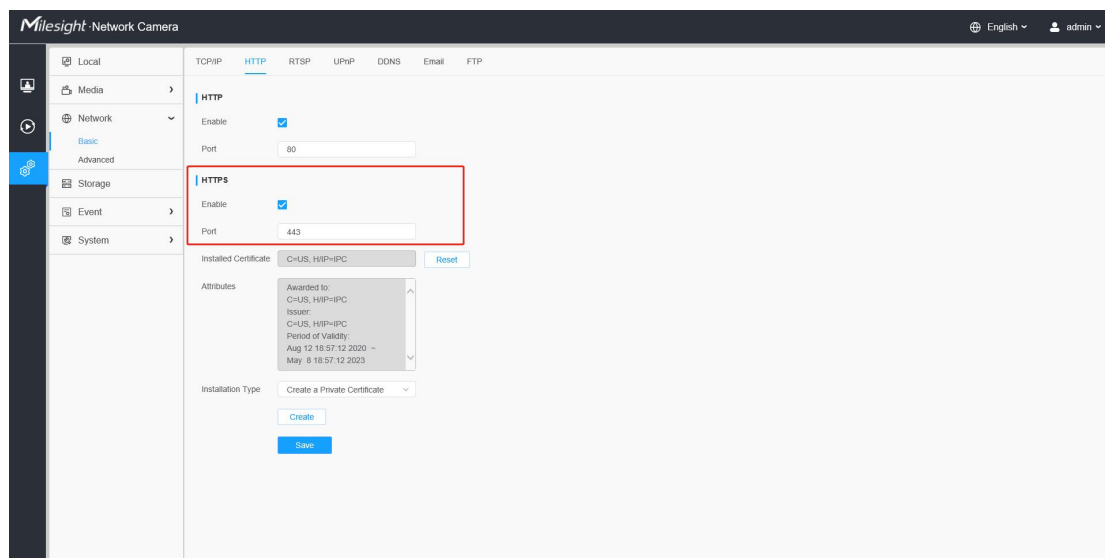 Milesight·Network Camera
English
admin
Local
Media
Network
Basic
Advanced
Storage
Event
System
TCP/IP HTTP RTSP UPnP DDNS Email FTP
HTTP
Enable
Port 80
HTTPS
Enable
Port 443
Installed Certificate C=US, H/IP=IPC Reset
Attributes
Awarded to:
C=US, H/IP=IPC
Issuer:
C=US, H/IP=IPC
Period of Validity:
Aug 12 18:57:12 2020 ~
May 8 18:57:12 2023
Installation Type Create a Private Certificate
Create
Save